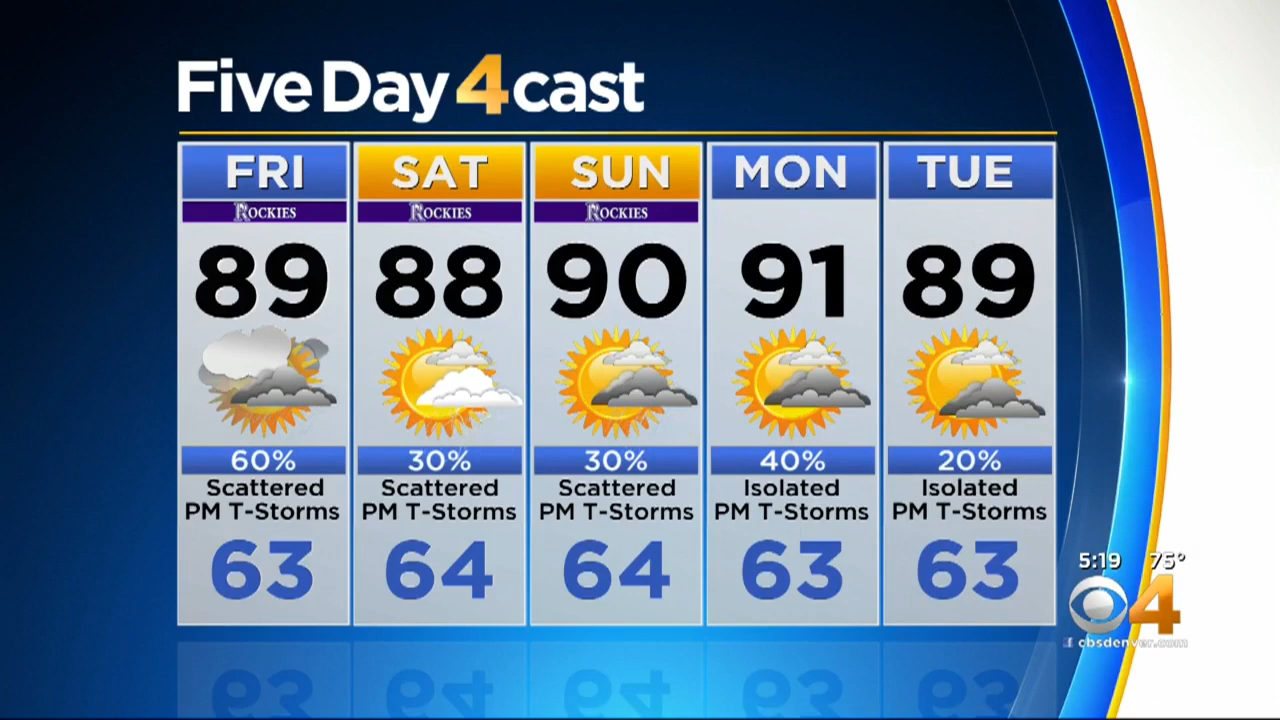 Five Day 4cast
FRI SAT SUN MON TUE
ROCKIES ROCKIES ROCKIES
89 88 90 91 89
60% 30% 30% 40% 20%
Scattered Scattered Scattered Isolated Isolated
PM T-Storms PM T-Storms PM T-Storms PM T-Storms PM T-Storms
63 64 64 63 63
5:19 75°
4
cbsdenver.com